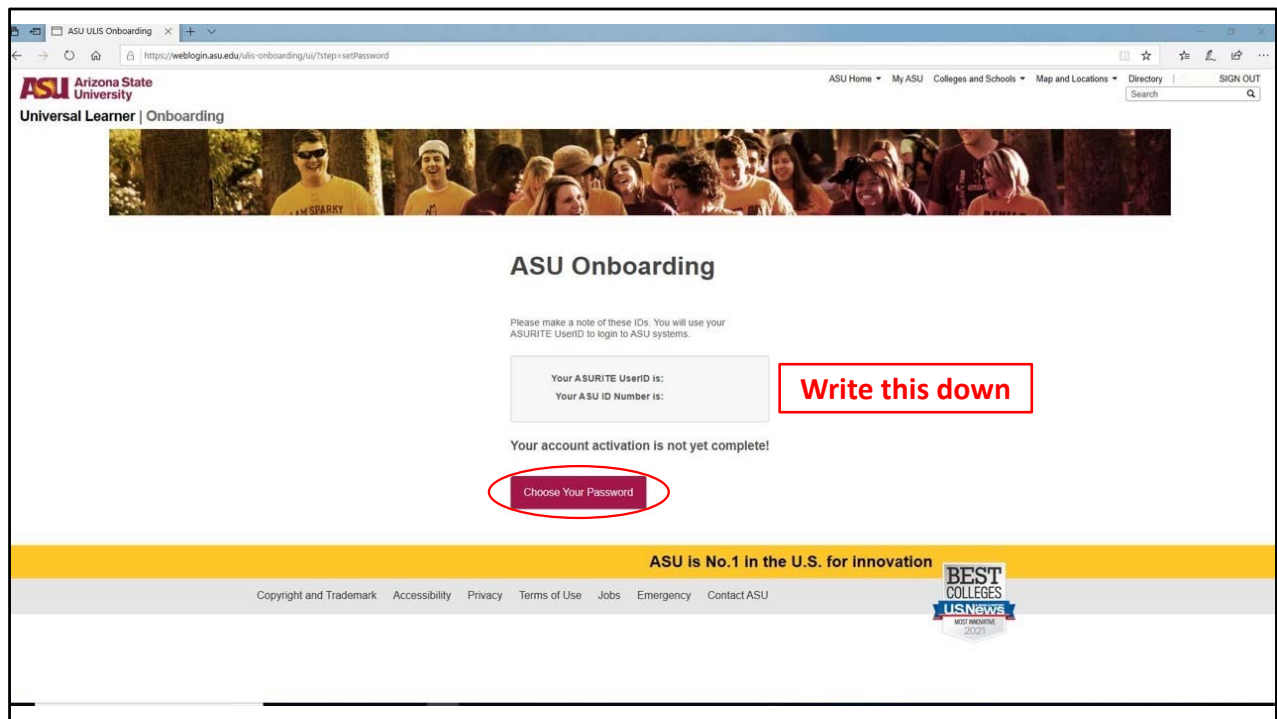 ASU ULIS Onboarding
https://weblogin.asu.edu/ulis-onboarding/ui/?step=setPassword
ASU Arizona State University
ASU Home My ASU Colleges and Schools Map and Locations Directory | SIGN OUT
Search
Universal Learner | Onboarding
I AM SPARKY
ASU Onboarding
Please make a note of these IDs. You will use your
ASURITE UserID to login to ASU systems.
Your ASURITE UserID is:
Your ASU ID Number is:
Write this down
Your account activation is not yet complete!
Choose Your Password
ASU is No.1 in the U.S. for innovation
Copyright and Trademark Accessibility Privacy Terms of Use Jobs Emergency Contact ASU
BEST
COLLEGES
U.S.News
MOST INNOVATIVE
2021